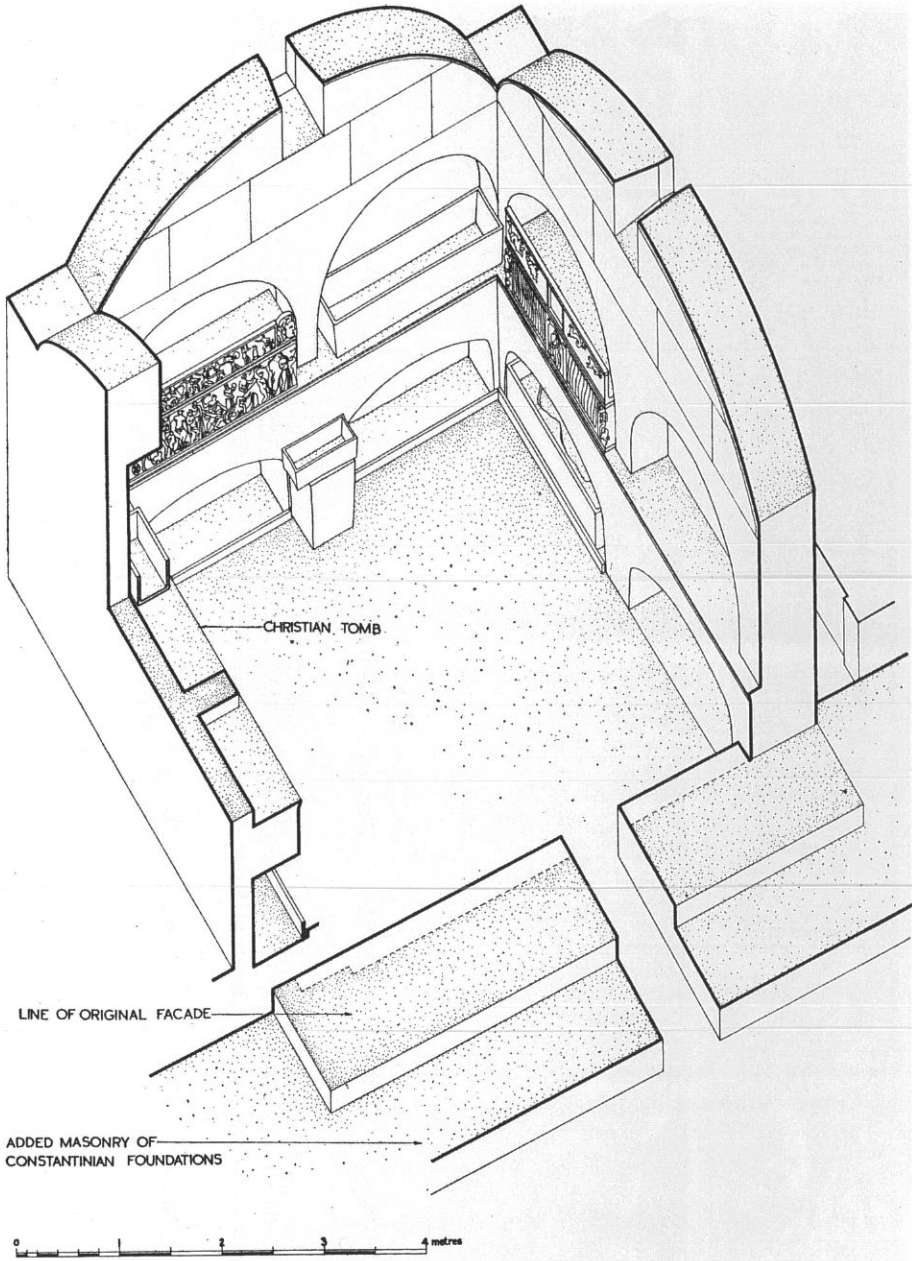 CHRISTIAN TOMB
LINE OF ORIGINAL FACADE
ADDED MASONRY OF
CONSTANTINIAN FOUNDATIONS
0 1 2 3 4 metres